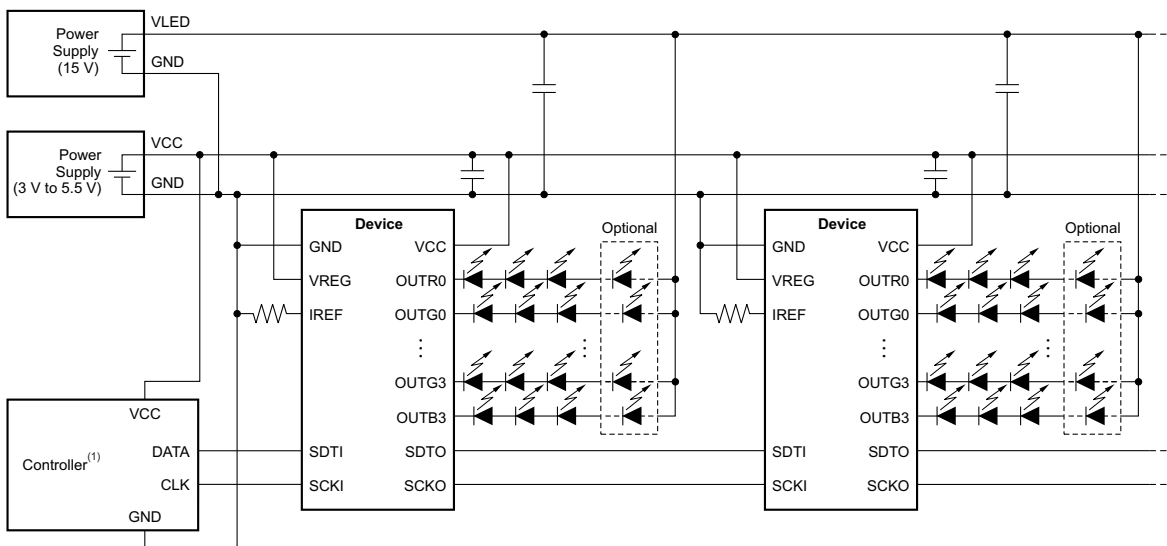 VLED
Power
Supply
(15 V)
GND
VCC
Power
Supply
(3 V to 5.5 V)
GND
Device
GND
VREG
IREF
VCC
OUTR0
OUTG0
⋮
OUTG3
OUTB3
SDTI
SDTO
SCKI
SCKO
Optional
⋮
Device
GND
VREG
IREF
VCC
OUTR0
OUTG0
⋮
OUTG3
OUTB3
SDTI
SDTO
SCKI
SCKO
Optional
⋮
VCC
DATA
Controller(1)
CLK
GND